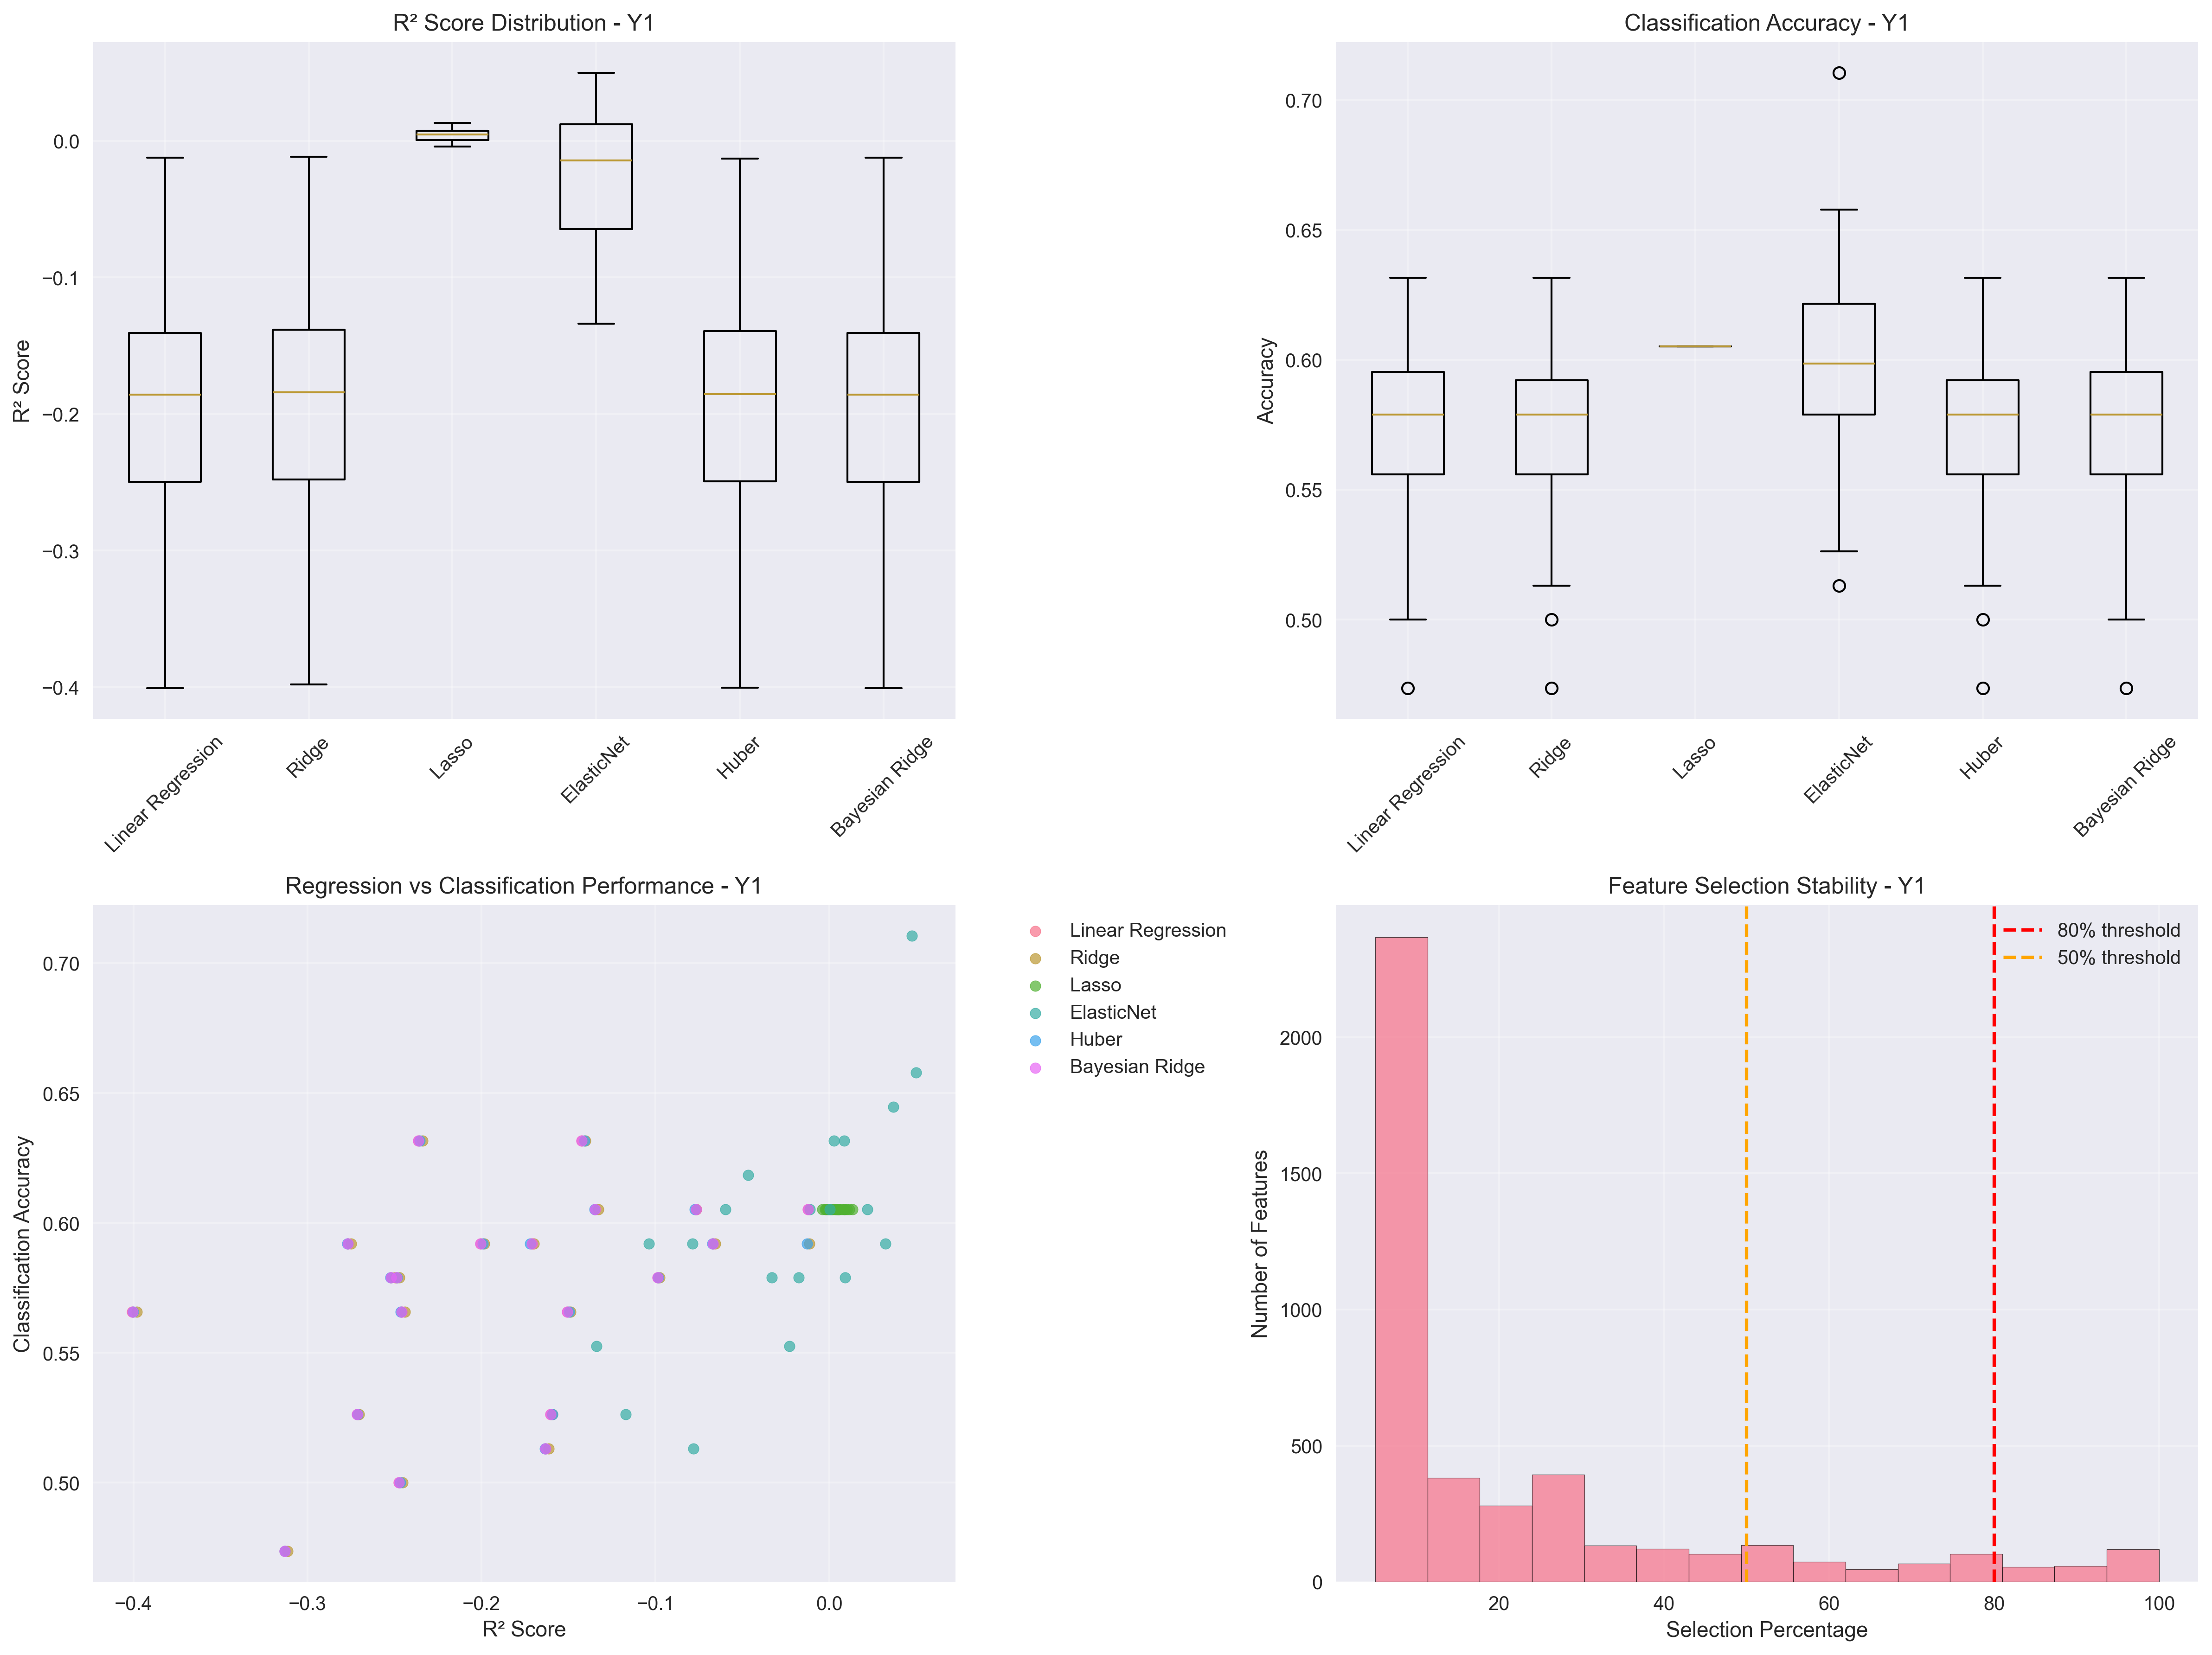 R² Score Distribution - Y1
R² Score
0.0
−0.1
−0.2
−0.3
−0.4
Linear Regression
Ridge
Lasso
ElasticNet
Huber
Bayesian Ridge
Classification Accuracy - Y1
Accuracy
0.70
0.65
0.60
0.55
0.50
Linear Regression
Ridge
Lasso
ElasticNet
Huber
Bayesian Ridge
Regression vs Classification Performance - Y1
Classification Accuracy
0.70
0.65
0.60
0.55
0.50
−0.4
−0.3
−0.2
−0.1
0.0
R² Score
Linear Regression
Ridge
Lasso
ElasticNet
Huber
Bayesian Ridge
Feature Selection Stability - Y1
Number of Features
2000
1500
1000
500
0
20
40
60
80
100
Selection Percentage
80% threshold
50% threshold